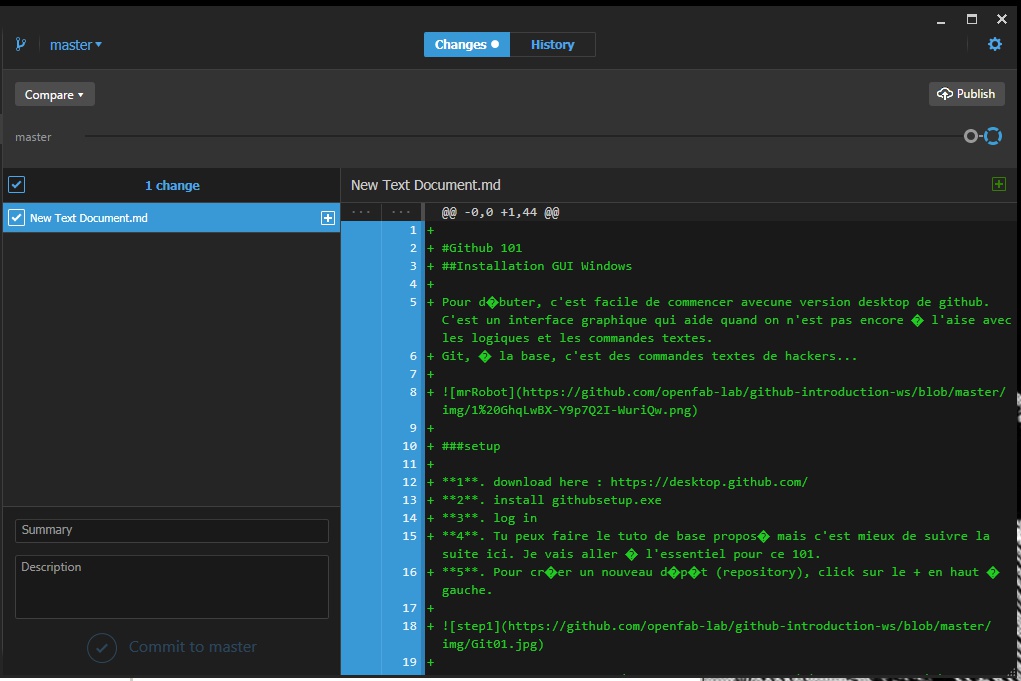 master
Changes
History
Compare
Publish
master
1 change
New Text Document.md
New Text Document.md
... ... @@ -0,0 +1,44 @@
1 +
2 + #Github 101
3 + ##Installation GUI Windows
4 +
5 + Pour d�buter, c'est facile de commencer avecune version desktop de github.
C'est un interface graphique qui aide quand on n'est pas encore � l'aise avec
les logiques et les commandes textes.
6 + Git, � la base, c'est des commandes textes de hackers...
7 +
8 + ![mrRobot](https://github.com/openfab-lab/github-introduction-ws/blob/master/
img/1%20GhqLwBX-Y9p7Q2I-WuriQw.png)
9 +
10 + ###setup
11 +
12 + **1**. download here : https://desktop.github.com/
13 + **2**. install githubsetup.exe
14 + **3**. log in
15 + **4**. Tu peux faire le tuto de base propos� mais c'est mieux de suivre la
suite ici. Je vais aller � l'essentiel pour ce 101.
16 + **5**. Pour cr�er un nouveau d�p�t (repository), click sur le + en haut �
gauche.
17 +
18 + ![step1](https://github.com/openfab-lab/github-introduction-ws/blob/master/
img/Git01.jpg)
19 +
Summary
Description
Commit to master